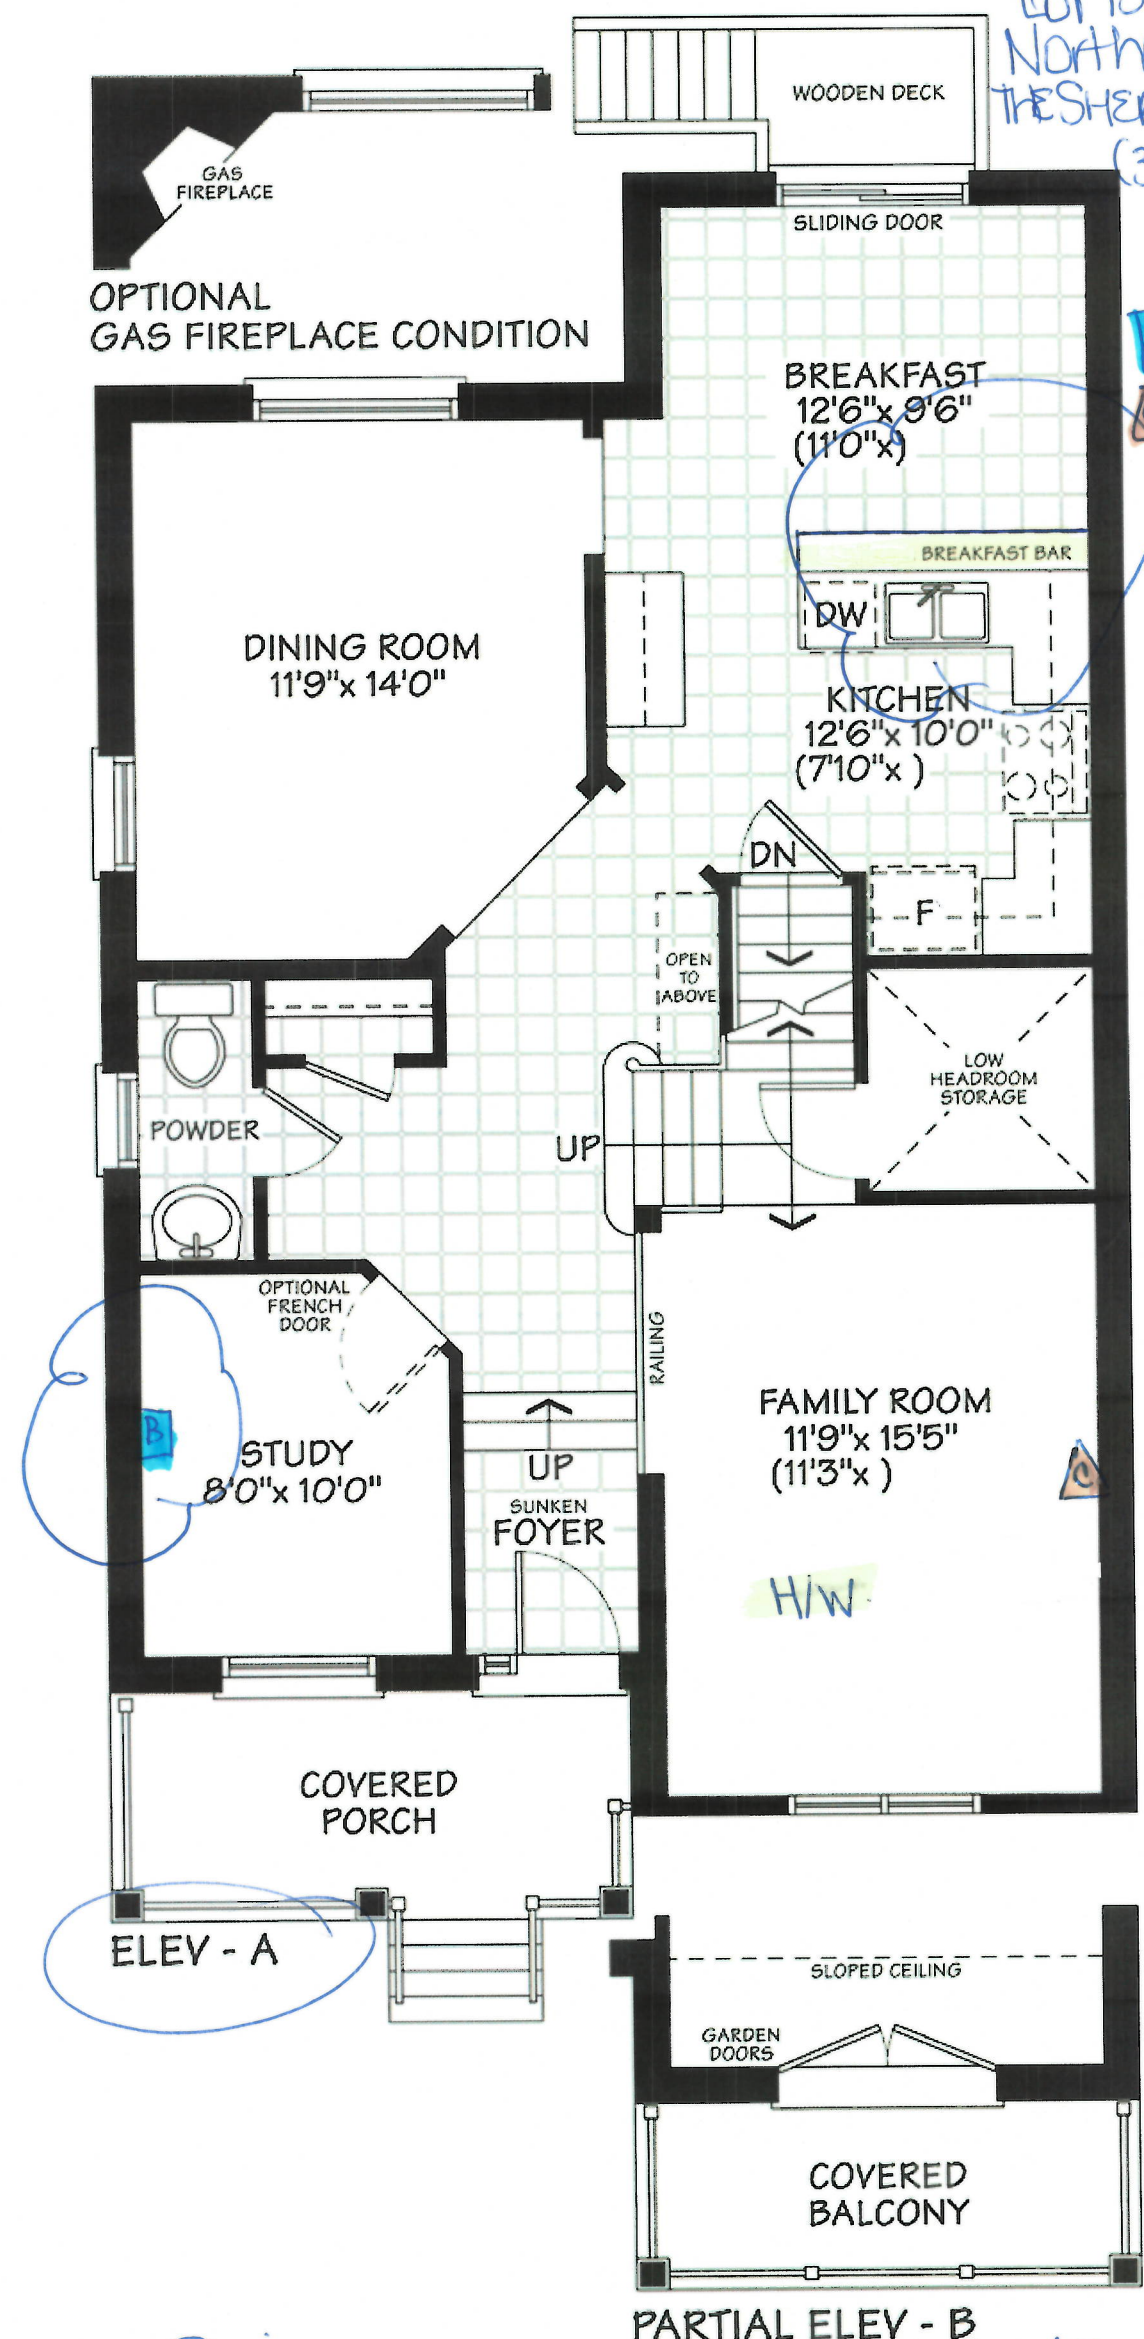 North
THE SHE
(3
WOODEN DECK
GAS
FIREPLACE
SLIDING DOOR
OPTIONAL
GAS FIREPLACE CONDITION
BREAKFAST
12'6"x 9'6"
(11'0"x)
BREAKFAST BAR
DW
DINING ROOM
11'9"x 14'0"
KITCHEN
12'6"x 10'0"
(7'10"x )
DN
F
OPEN
TO
ABOVE
LOW
HEADROOM
STORAGE
POWDER
UP
OPTIONAL
FRENCH
DOOR
RAILING
FAMILY ROOM
11'9"x 15'5"
(11'3"x )
B
STUDY
8'0"x 10'0"
C
UP
SUNKEN
FOYER
H/W
COVERED
PORCH
ELEV - A
SLOPED CEILING
GARDEN
DOORS
COVERED
BALCONY
PARTIAL ELEV - B